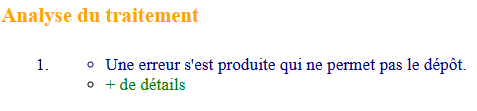 Analyse du traitement
1. ◦ Une erreur s'est produite qui ne permet pas le dépôt.
◦ + de détails